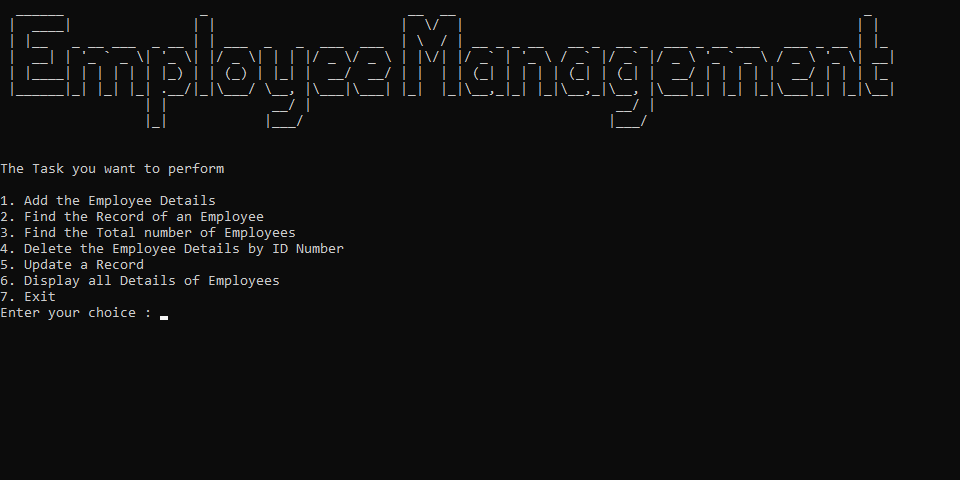 Employee Management
The Task you want to perform
1. Add the Employee Details
2. Find the Record of an Employee
3. Find the Total number of Employees
4. Delete the Employee Details by ID Number
5. Update a Record
6. Display all Details of Employees
7. Exit
Enter your choice :